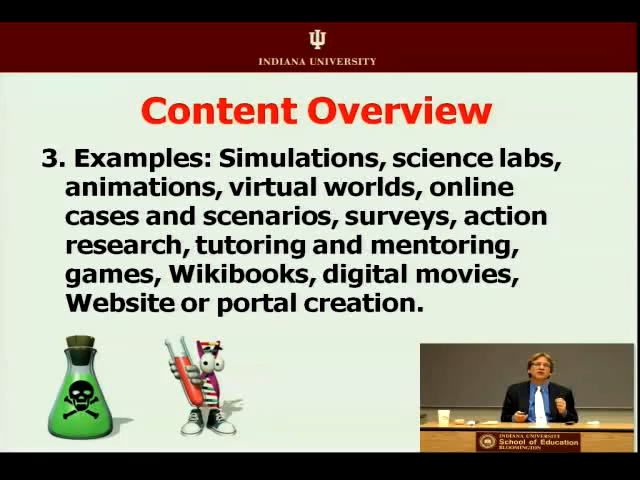 INDIANA UNIVERSITY
Content Overview
3. Examples: Simulations, science labs,
animations, virtual worlds, online
cases and scenarios, surveys, action
research, tutoring and mentoring,
games, Wikibooks, digital movies,
Website or portal creation.
INDIANA UNIVERSITY
School of Education
BLOOMINGTON